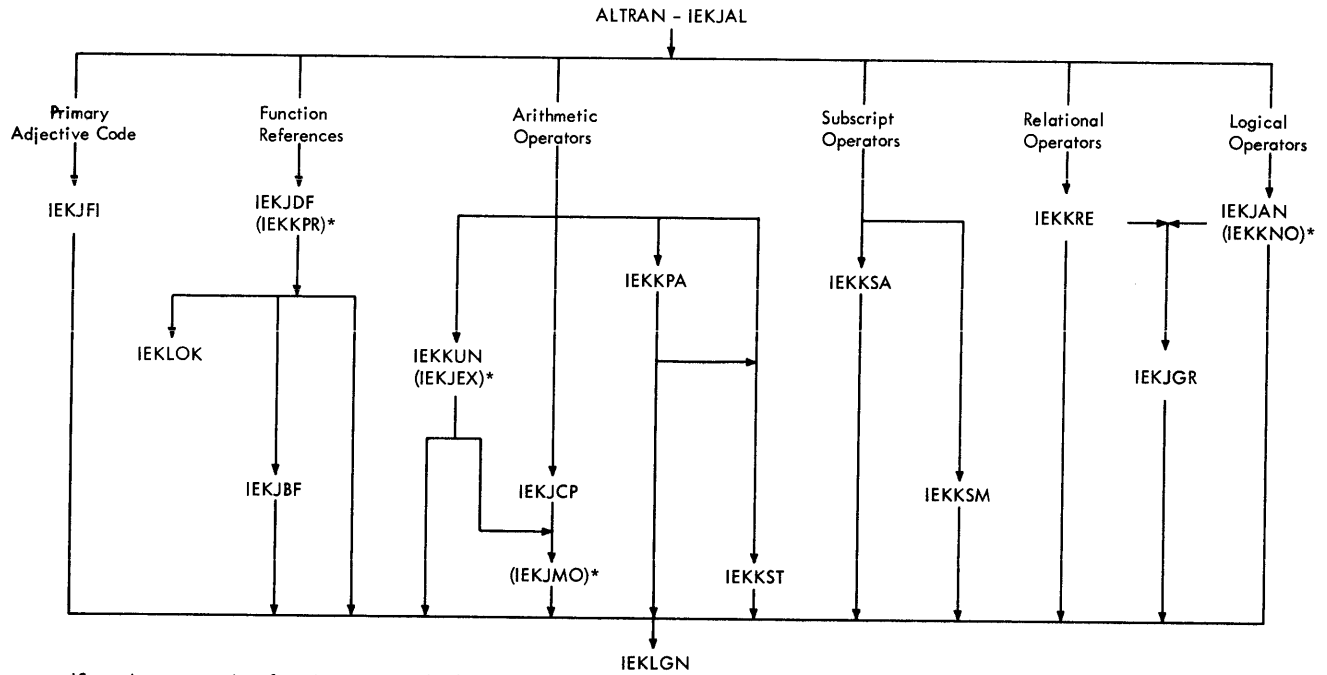 ALTRAN - IEKJAL
Primary
Adjective Code
Function
References
Arithmetic
Operators
Subscript
Operators
Relational
Operators
Logical
Operators
IEKJFI
IEKJDF
(IEKKPR)*
IEKKRE
IEKJAN
(IEKKNO)*
IEKKPA
IEKKSA
IEKLOK
IEKKUN
(IEKJEX)*
IEKJGR
IEKJBF
IEKJCP
IEKKSM
(IEKJMO)*
IEKKST
IEKLGN